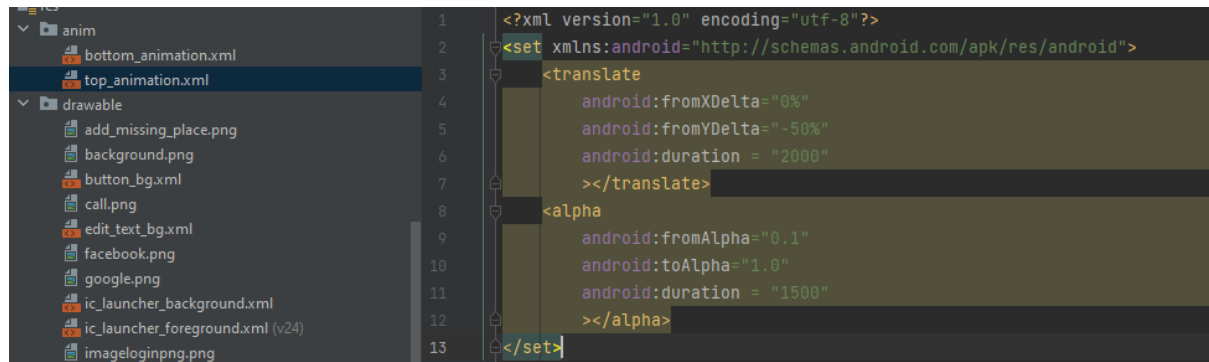 res
anim
bottom_animation.xml
top_animation.xml
drawable
add_missing_place.png
background.png
button_bg.xml
call.png
edit_text_bg.xml
facebook.png
google.png
ic_launcher_background.xml
ic_launcher_foreground.xml (v24)
imageloginpng.png
1 <?xml version="1.0" encoding="utf-8"?>
2 <set xmlns:android="http://schemas.android.com/apk/res/android">
3 <translate
4 android:fromXDelta="0%"
5 android:fromYDelta="-50%"
6 android:duration = "2000"
7 ></translate>
8 <alpha
9 android:fromAlpha="0.1"
10 android:toAlpha="1.0"
11 android:duration = "1500"
12 ></alpha>
13 </set>